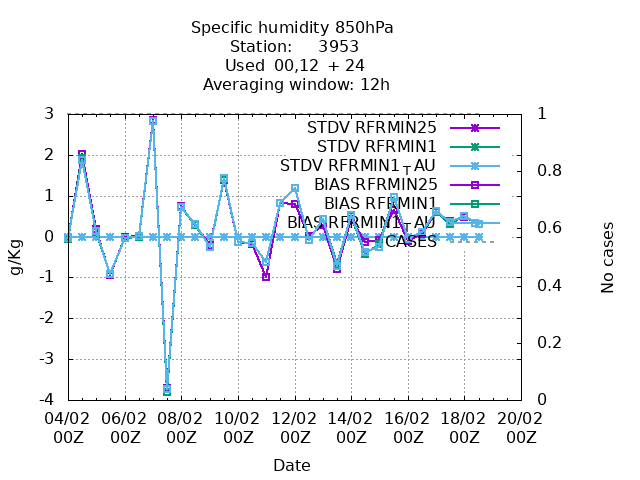 Specific humidity 850hPa
Station: 3953
Used 00,12 + 24
Averaging window: 12h
3
2
1
0
-1
-2
-3
-4
g/Kg
1
0.8
0.6
0.4
0.2
0
No cases
STDV RFRMIN25
STDV RFRMIN1
STDV RFRMIN1┬AU
BIAS RFRMIN25
BIAS RFRMIN1
BIAS RFRMIN1┬AU
CASES
04/02 06/02 08/02 10/02 12/02 14/02 16/02 18/02 20/02
00Z 00Z 00Z 00Z 00Z 00Z 00Z 00Z 00Z
Date